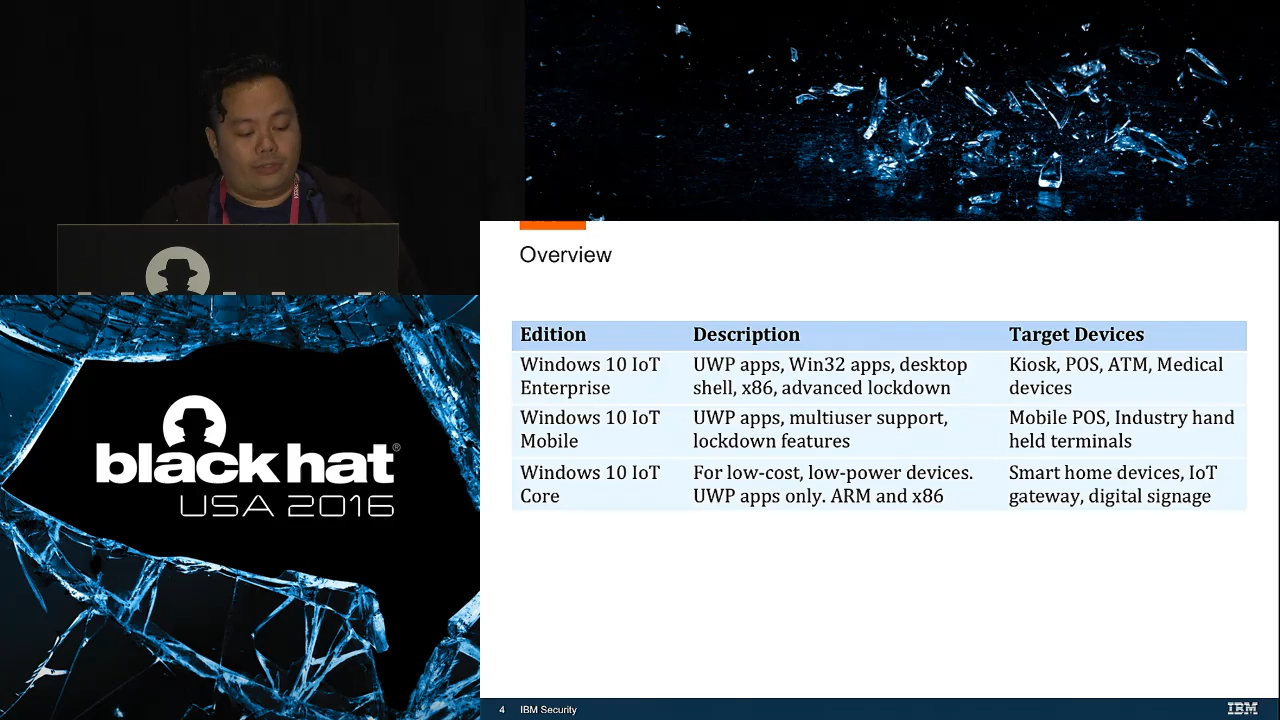 Overview
Edition Description Target Devices
Windows 10 IoT Enterprise UWP apps, Win32 apps, desktop shell, x86, advanced lockdown Kiosk, POS, ATM, Medical devices
Windows 10 IoT Mobile UWP apps, multiuser support, lockdown features Mobile POS, Industry hand held terminals
Windows 10 IoT Core For low-cost, low-power devices. UWP apps only. ARM and x86 Smart home devices, IoT gateway, digital signage
black hat®
USA 2016
4 IBM Security
IBM